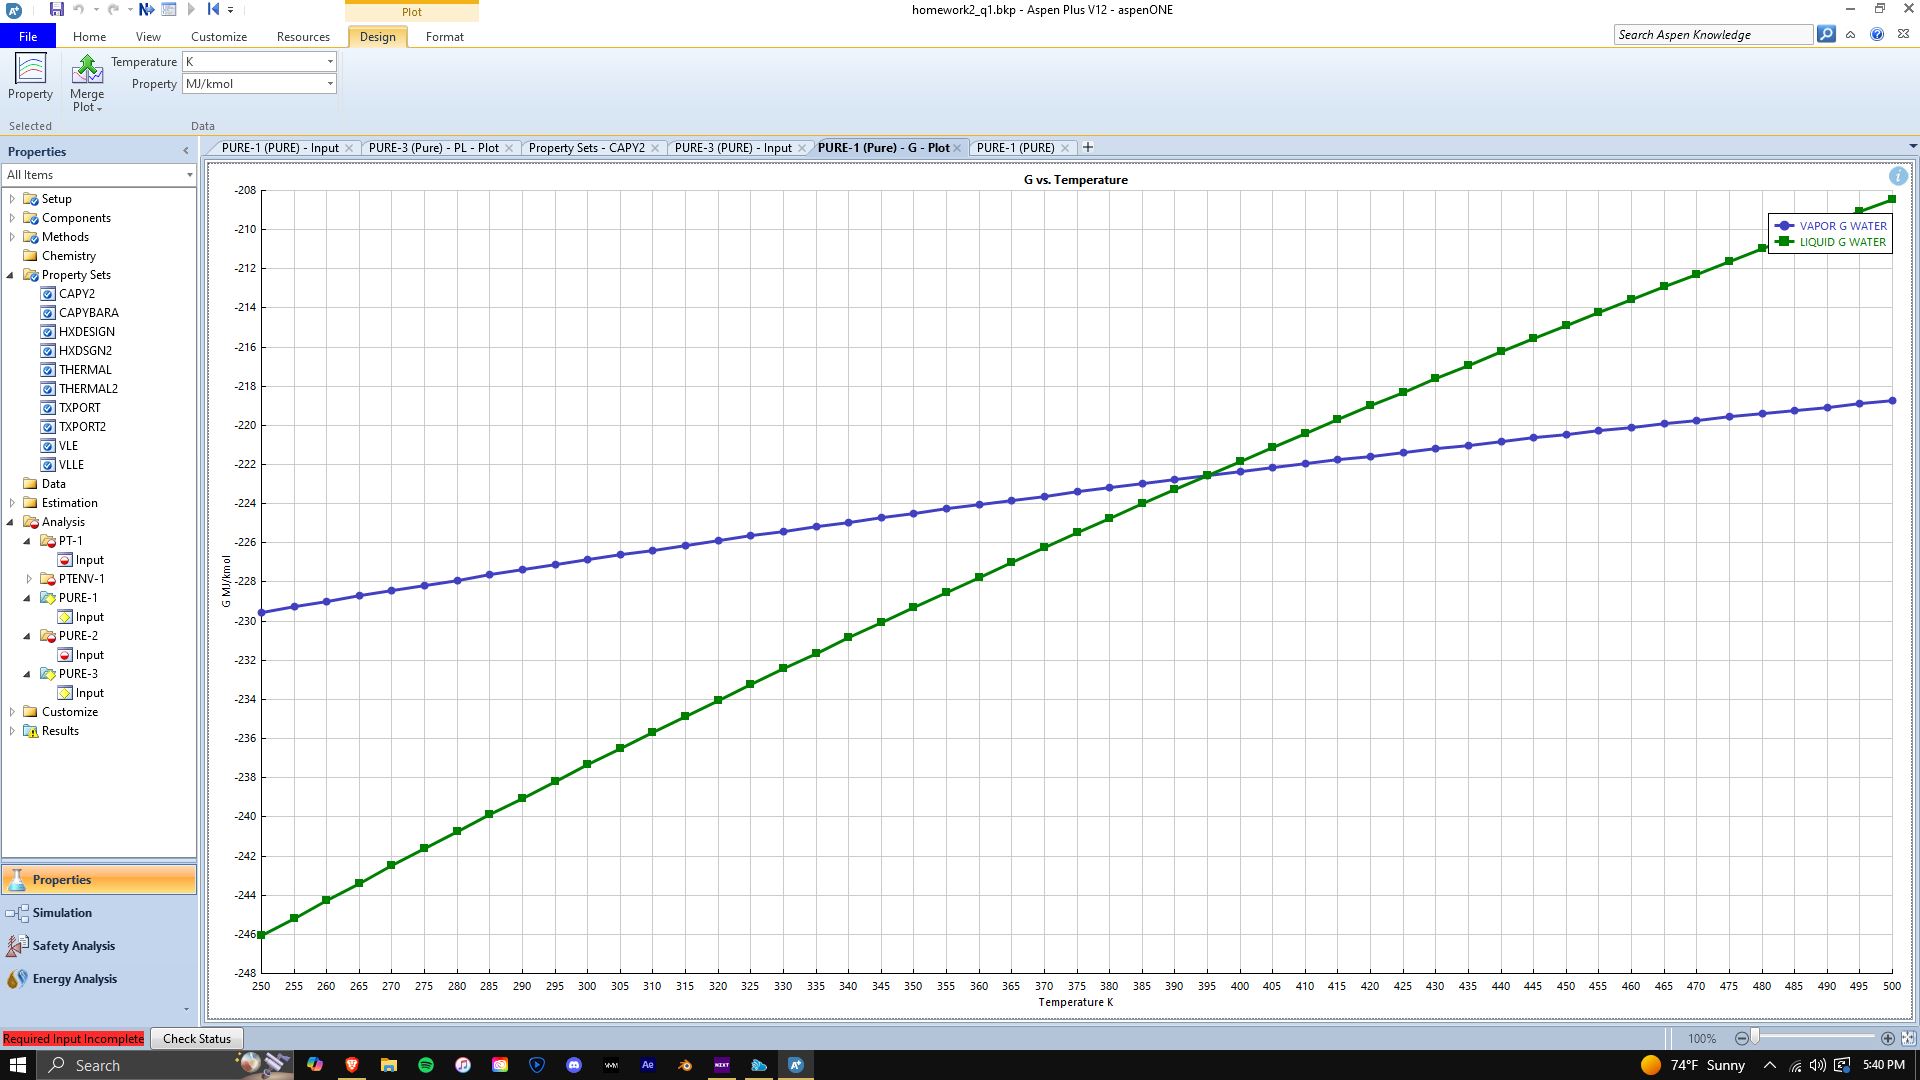 homework2_q1.bkp - Aspen Plus V12 - aspenONE
Plot
File Home View Customize Resources Design Format
Search Aspen Knowledge
Property
Selected
Merge
Plot
Temperature K
Property MJ/kmol
Data
Properties
All Items
Setup
Components
Methods
Chemistry
Property Sets
CAPY2
CAPYBARA
HXDESIGN
HXDSGN2
THERMAL
THERMAL2
TXPORT
TXPORT2
VLE
VLLE
Data
Estimation
Analysis
PT-1
Input
PTENV-1
PURE-1
Input
PURE-2
Input
PURE-3
Input
Customize
Results
Properties
Simulation
Safety Analysis
Energy Analysis
PURE-1 (PURE) - Input PURE-3 (Pure) - PL - Plot Property Sets - CAPY2 PURE-3 (PURE) - Input PURE-1 (Pure) - G - Plot PURE-1 (PURE)
G vs. Temperature
VAPOR G WATER
LIQUID G WATER
G MJ/kmol
-208
-210
-212
-214
-216
-218
-220
-222
-224
-226
-228
-230
-232
-234
-236
-238
-240
-242
-244
-246
-248
250 255 260 265 270 275 280 285 290 295 300 305 310 315 320 325 330 335 340 345 350 355 360 365 370 375 380 385 390 395 400 405 410 415 420 425 430 435 440 445 450 455 460 465 470 475 480 485 490 495 500
Temperature K
Required Input Incomplete Check Status
100%
Search
74°F Sunny
5:40 PM